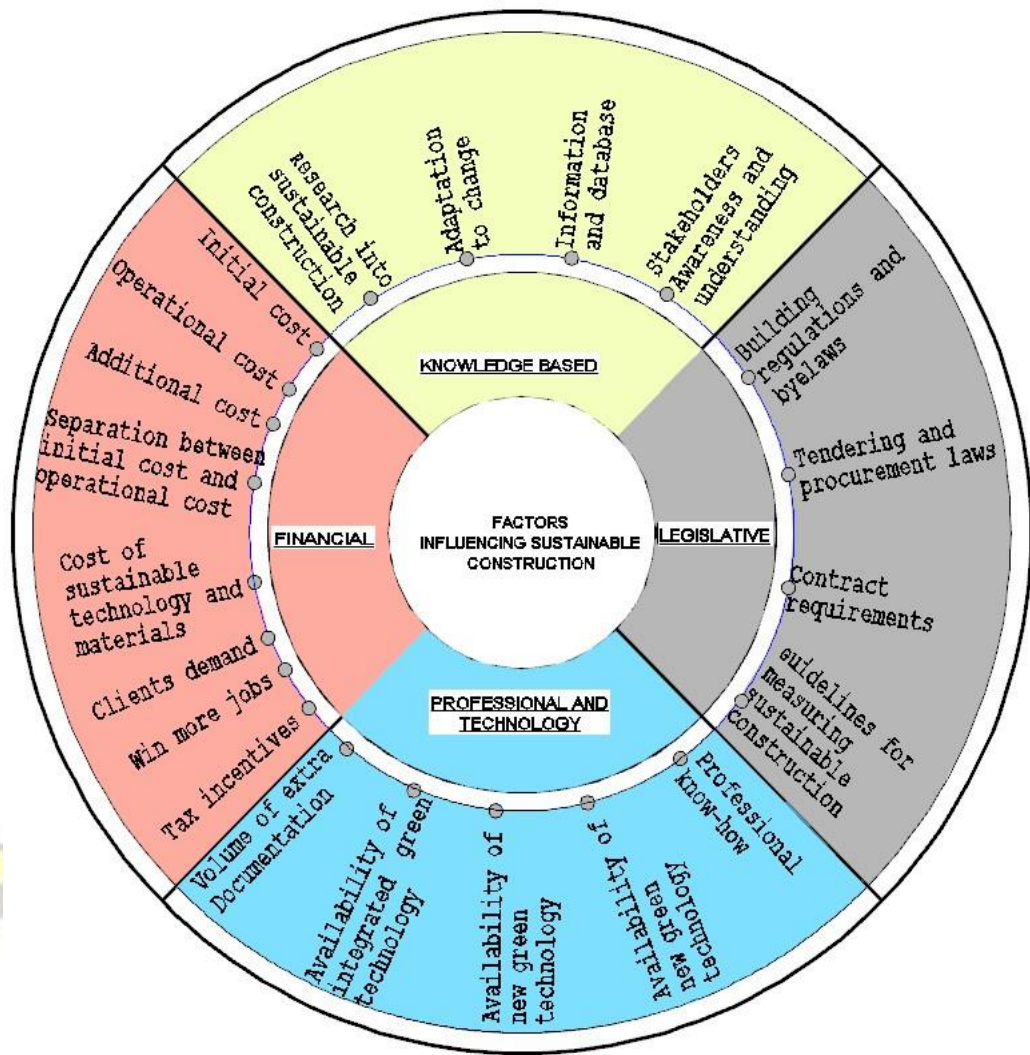 FACTORS
INFLUENCING SUSTAINABLE
CONSTRUCTION
KNOWLEDGE BASED
Research into
sustainable
construction
Adaptation
to change
Information
and database
Stakeholders
Awareness and
understanding
LEGISLATIVE
Building
regulations and
byelaws
Tendering and
procurement laws
Contract
requirements
guidelines for
measuring
sustainable
construction
PROFESSIONAL AND
TECHNOLOGY
Professional
know-how
Availability of
new green
technology
Availability of
new green
technology
Availability of
integrated green
technology
Volume of extra
Documentation
FINANCIAL
Initial cost
Operational cost
Additional cost
Separation between
initial cost and
operational cost
Cost of
sustainable
technology and
materials
Clients demand
Win more jobs
Tax incentives